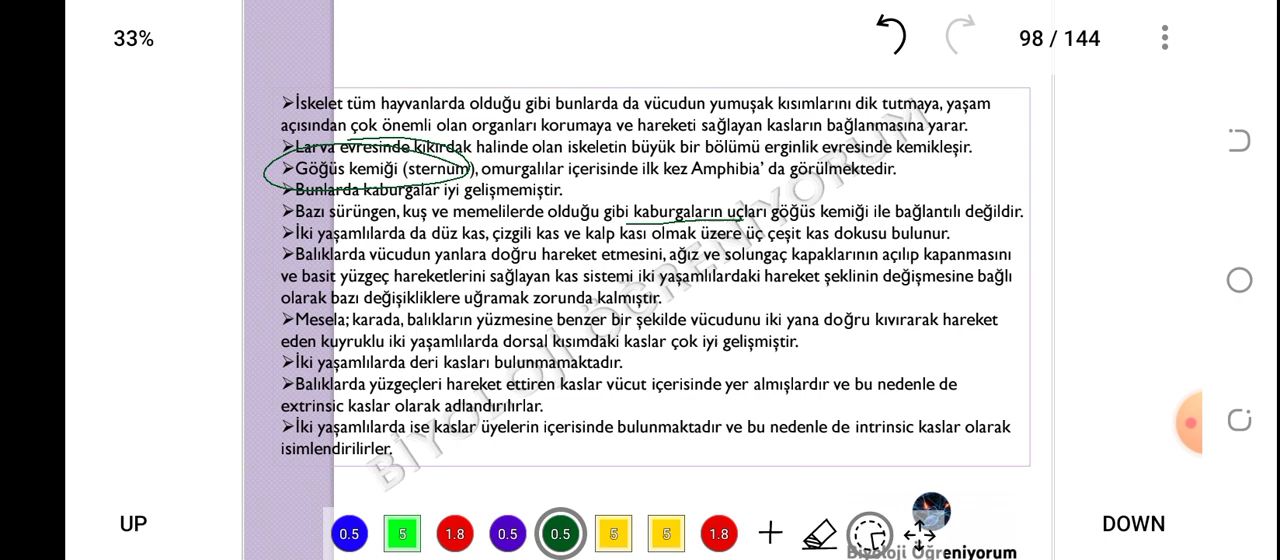 33%
98 / 144
➤İskelet tüm hayvanlarda olduğu gibi bunlarda da vücudun yumuşak kısımlarını dik tutmaya, yaşam
açısından çok önemli olan organları korumaya ve hareketi sağlayan kasların bağlanmasına yarar.
➤Larva evresinde kıkırdak halinde olan iskeletin büyük bir bölümü erginlik evresinde kemikleşir.
➤Göğüs kemiği (sternum), omurgalılar içerisinde ilk kez Amphibia' da görülmektedir.
➤Bunlarda kaburgalar iyi gelişmemiştir.
➤Bazı sürüngen, kuş ve memelilerde olduğu gibi kaburgaların uçları göğüs kemiği ile bağlantılı değildir.
➤İki yaşamlılarda da düz kas, çizgili kas ve kalp kası olmak üzere üç çeşit kas dokusu bulunur.
➤Balıklarda vücudun yanlara doğru hareket etmesini, ağız ve solungaç kapaklarının açılıp kapanmasını
ve basit yüzgeç hareketlerini sağlayan kas sistemi iki yaşamlılardaki hareket şeklinin değişmesine bağlı
olarak bazı değişikliklere uğramak zorunda kalmıştır.
➤Mesela; karada, balıkların yüzmesine benzer bir şekilde vücudunu iki yana doğru kıvırarak hareket
eden kuyruklu iki yaşamlılarda dorsal kısımdaki kaslar çok iyi gelişmiştir.
➤İki yaşamlılarda deri kasları bulunmamaktadır.
➤Balıklarda yüzgeçleri hareket ettiren kaslar vücut içerisinde yer almışlardır ve bu nedenle de
extrinsic kaslar olarak adlandırılırlar.
➤İki yaşamlılarda ise kaslar üyelerin içerisinde bulunmaktadır ve bu nedenle de intrinsic kaslar olarak
isimlendirilirler.
BİYOLOJİ ÖĞRENİYORUM
UP
0.5 5 1.8 0.5 0.5 5 5 1.8
DOWN
Biyoloji Öğreniyorum